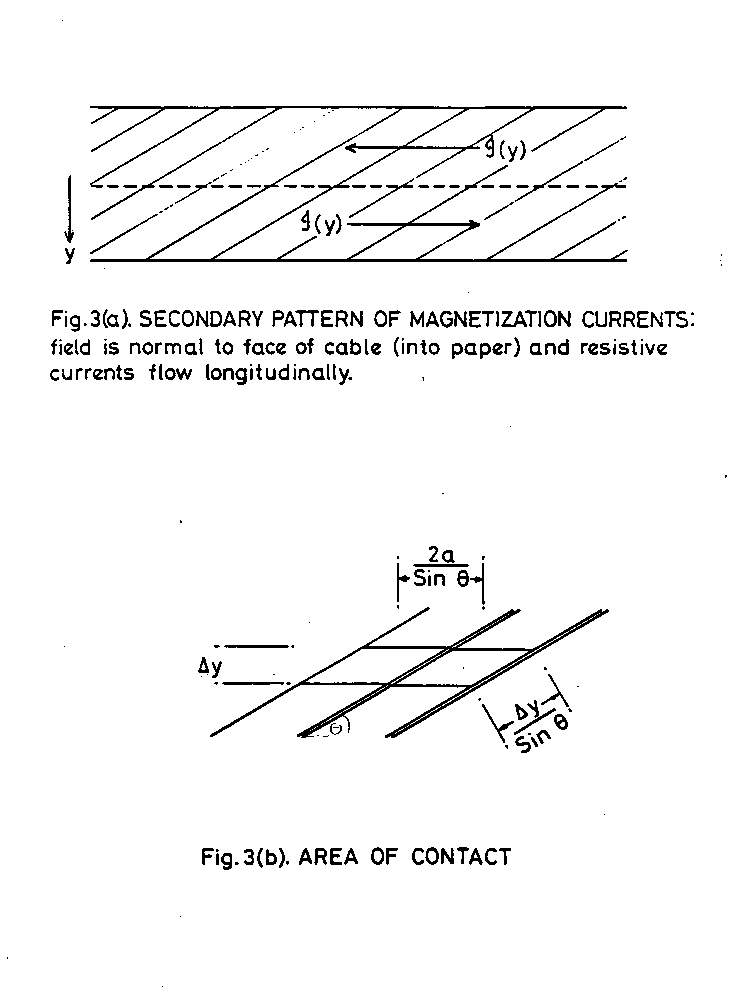 g(y)
g(y)
y
Fig.3(a). SECONDARY PATTERN OF MAGNETIZATION CURRENTS:
field is normal to face of cable (into paper) and resistive
currents flow longitudinally.
2a
Sin θ
Δy
θ
Δy
Sin θ
Fig.3(b). AREA OF CONTACT